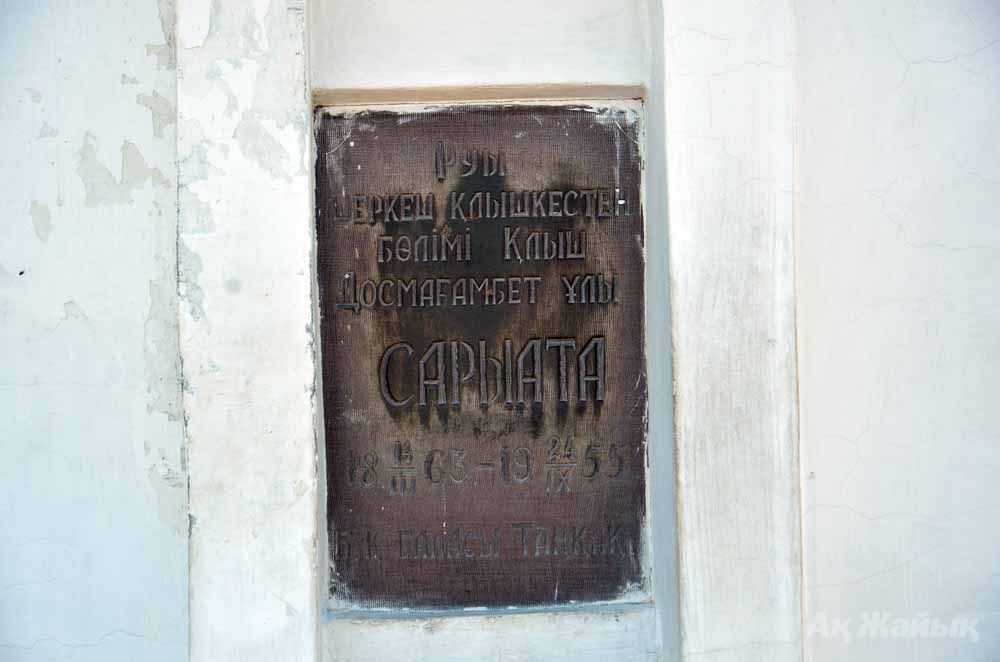 Руы
Шеркеш қлышкестен
бөлімі Қлыш
Досмағамбет ұлы
САРЫАТА
18 14/III 63 – 19 24/IX 55
Б.Қ. баласы
Ақ Жайық